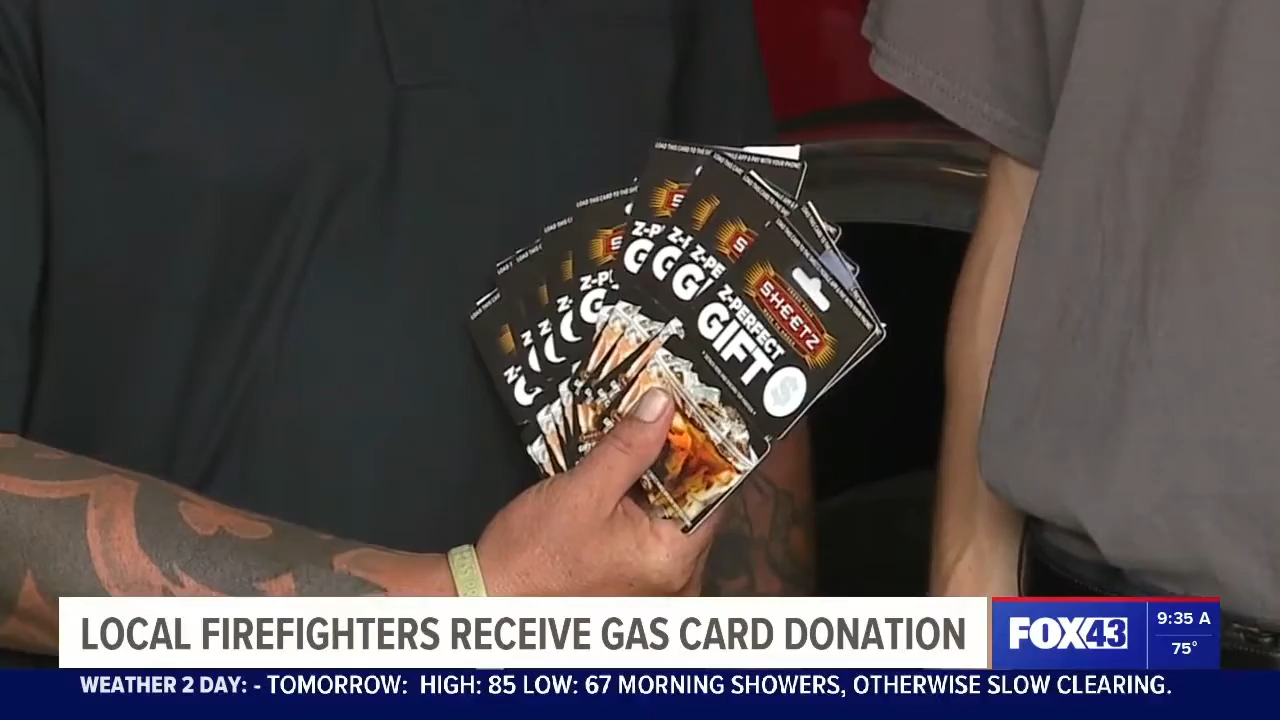 SHEETZ
Z-PERFECT
GIFT
LOCAL FIREFIGHTERS RECEIVE GAS CARD DONATION
FOX43
9:35 A
75°
WEATHER 2 DAY: - TOMORROW: HIGH: 85 LOW: 67 MORNING SHOWERS, OTHERWISE SLOW CLEARING.